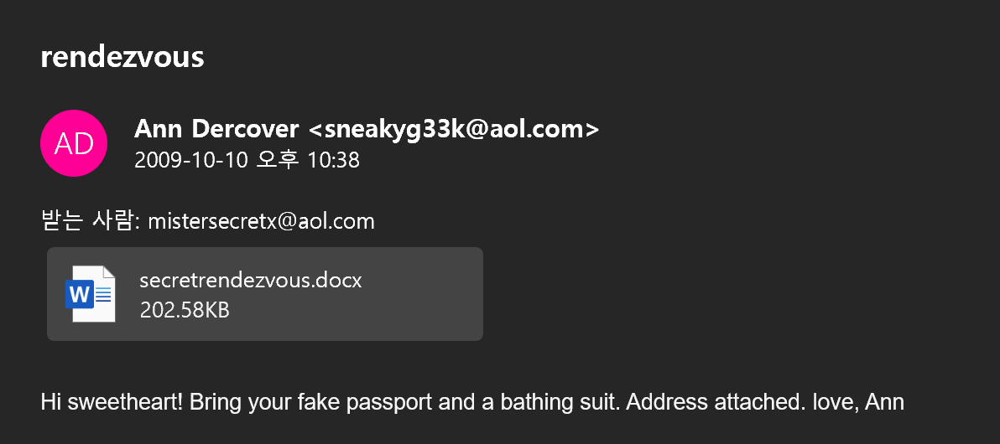 rendezvous
AD
Ann Dercover <sneakyg33k@aol.com>
2009-10-10 오후 10:38
받는 사람: mistersecretx@aol.com
W
secretrendezvous.docx
202.58KB
Hi sweetheart! Bring your fake passport and a bathing suit. Address attached. love, Ann